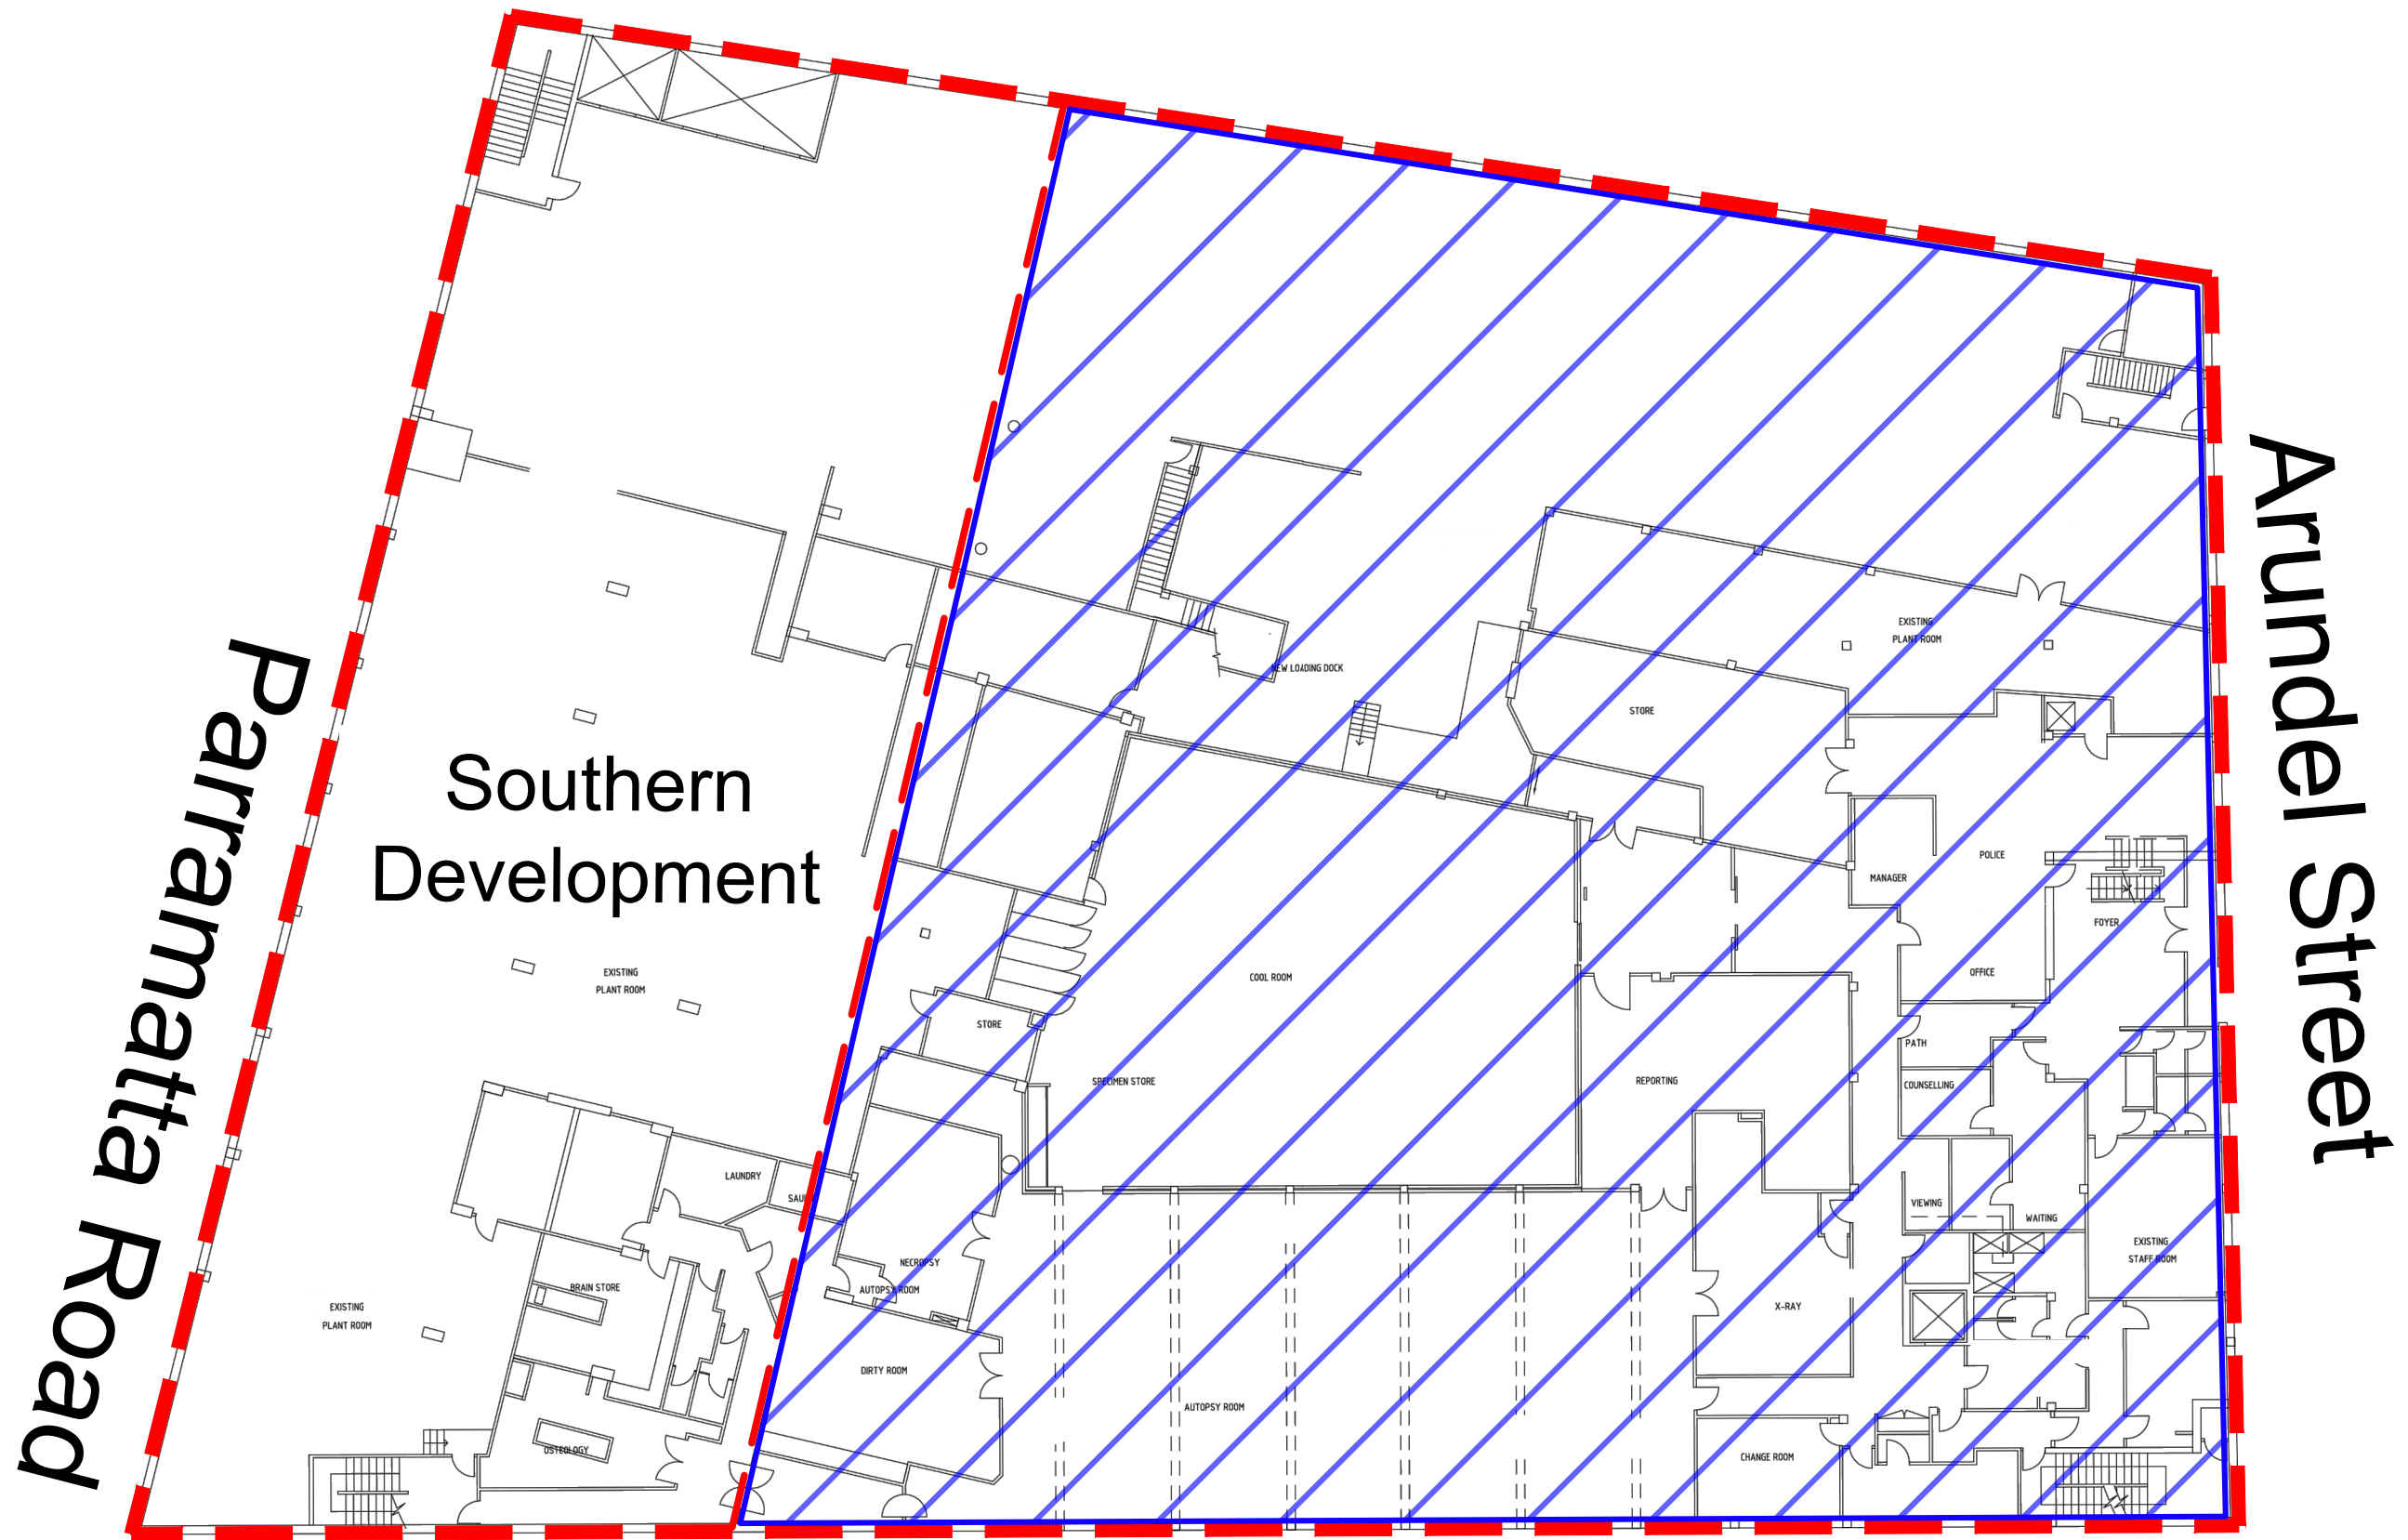 Arundel Street
Parramatta Road
Southern
Development
EXISTING
PLANT ROOM
NEW LOADING DOCK
STORE
MANAGER
POLICE
FOYER
OFFICE
EXISTING
PLANT ROOM
COOL ROOM
STORE
PATH
SPECIMEN STORE
REPORTING
COUNSELLING
LAUNDRY
VIEWING
WAITING
EXISTING
STAFF ROOM
NECROPSY
AUTOPSY ROOM
BRAIN STORE
EXISTING
PLANT ROOM
X-RAY
DIRTY ROOM
AUTOPSY ROOM
OSTEOLOGY
CHANGE ROOM